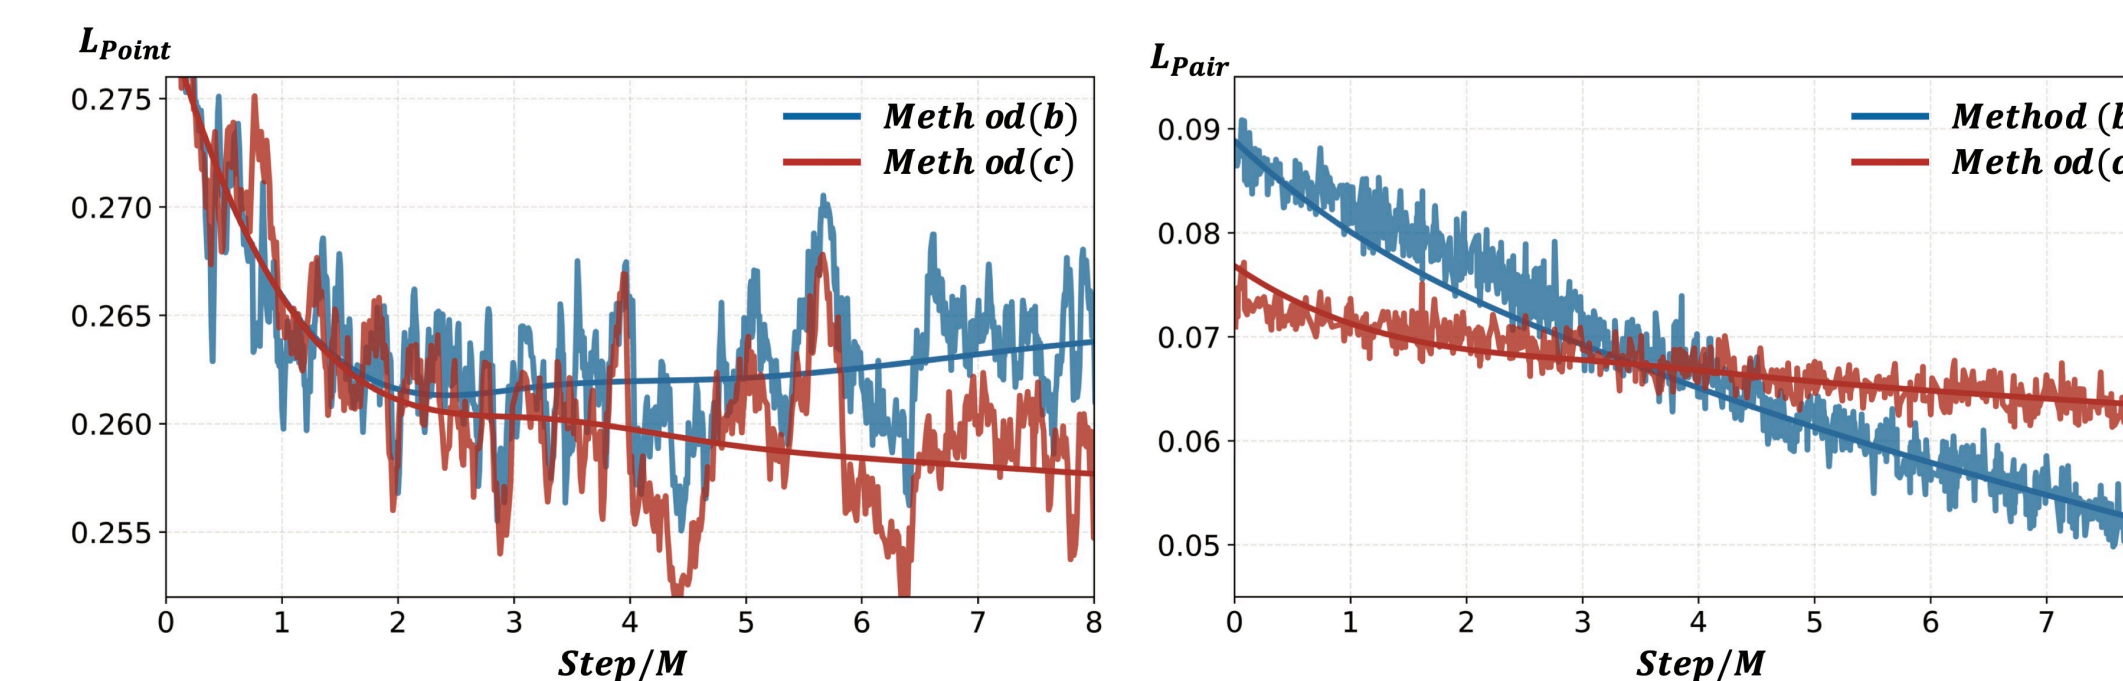 L_Point
0.275
0.270
0.265
0.260
0.255
Meth od(b)
Meth od(c)
0 1 2 3 4 5 6 7 8
Step/M
L_Pair
0.09
0.08
0.07
0.06
0.05
Method (b
Meth od(c
0 1 2 3 4 5 6 7
Step/M